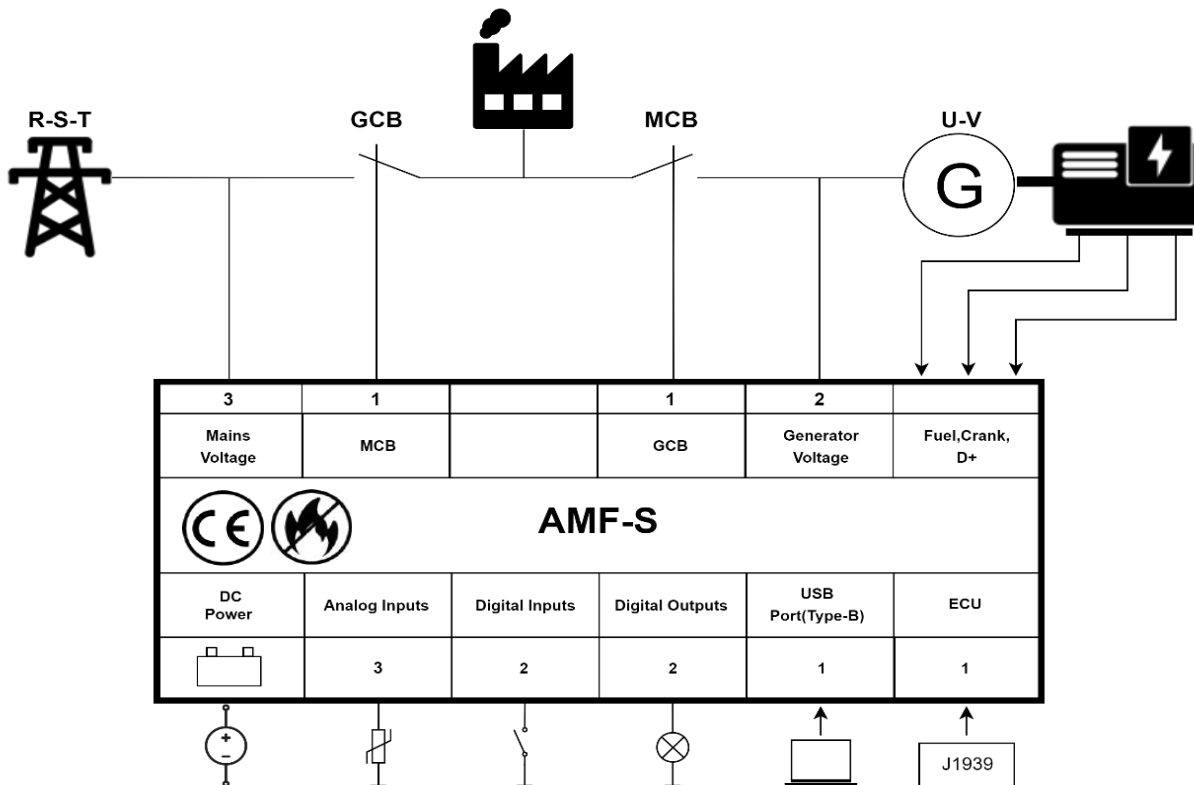 R-S-T
GCB
MCB
U-V
G
3
1
1
2
Mains
Voltage
MCB
GCB
Generator
Voltage
Fuel,Crank,
D+
CE
AMF-S
DC
Power
Analog Inputs
Digital Inputs
Digital Outputs
USB
Port(Type-B)
ECU
3
2
2
1
1
+
−
J1939